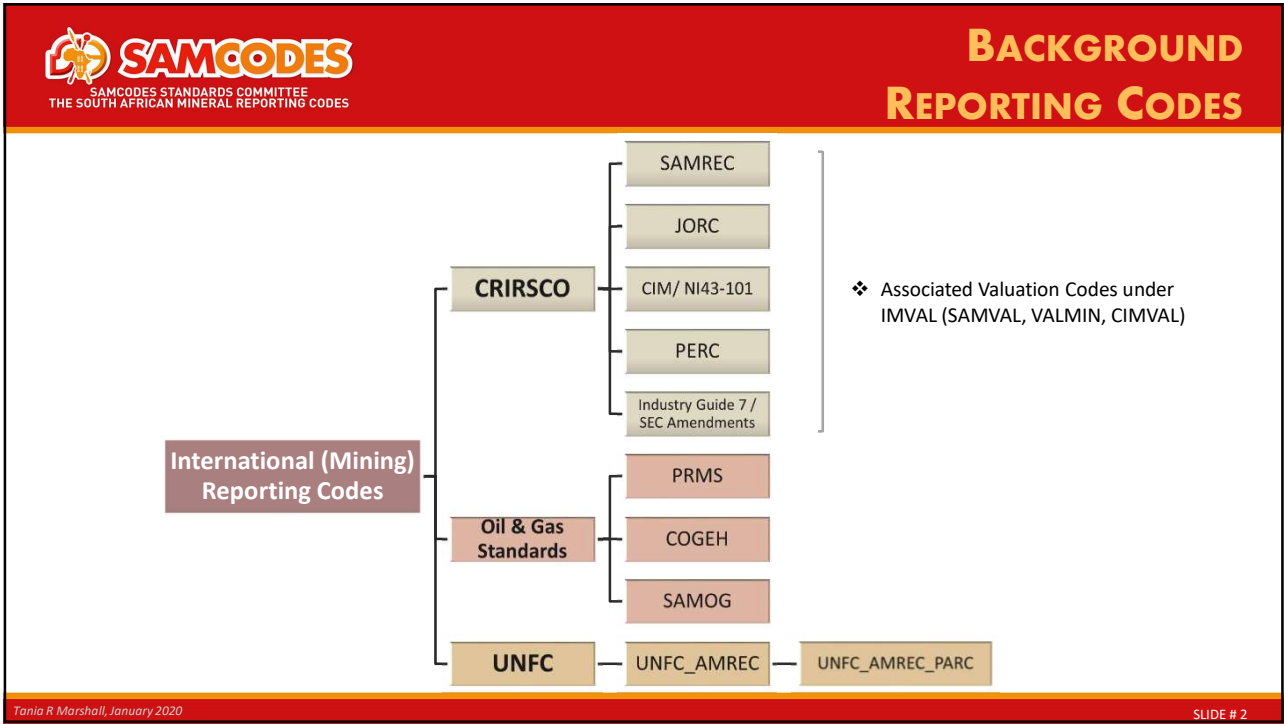 SAMCODES
SAMCODES STANDARDS COMMITTEE
THE SOUTH AFRICAN MINERAL REPORTING CODES
BACKGROUND
REPORTING CODES
SAMREC
JORC
CRIRSCO
CIM/ NI43-101
PERC
Industry Guide 7 /
SEC Amendments
❖ Associated Valuation Codes under
IMVAL (SAMVAL, VALMIN, CIMVAL)
International (Mining)
Reporting Codes
Oil & Gas
Standards
PRMS
COGEH
SAMOG
UNFC
UNFC_AMREC
UNFC_AMREC_PARC
Tania R Marshall, January 2020
SLIDE # 2